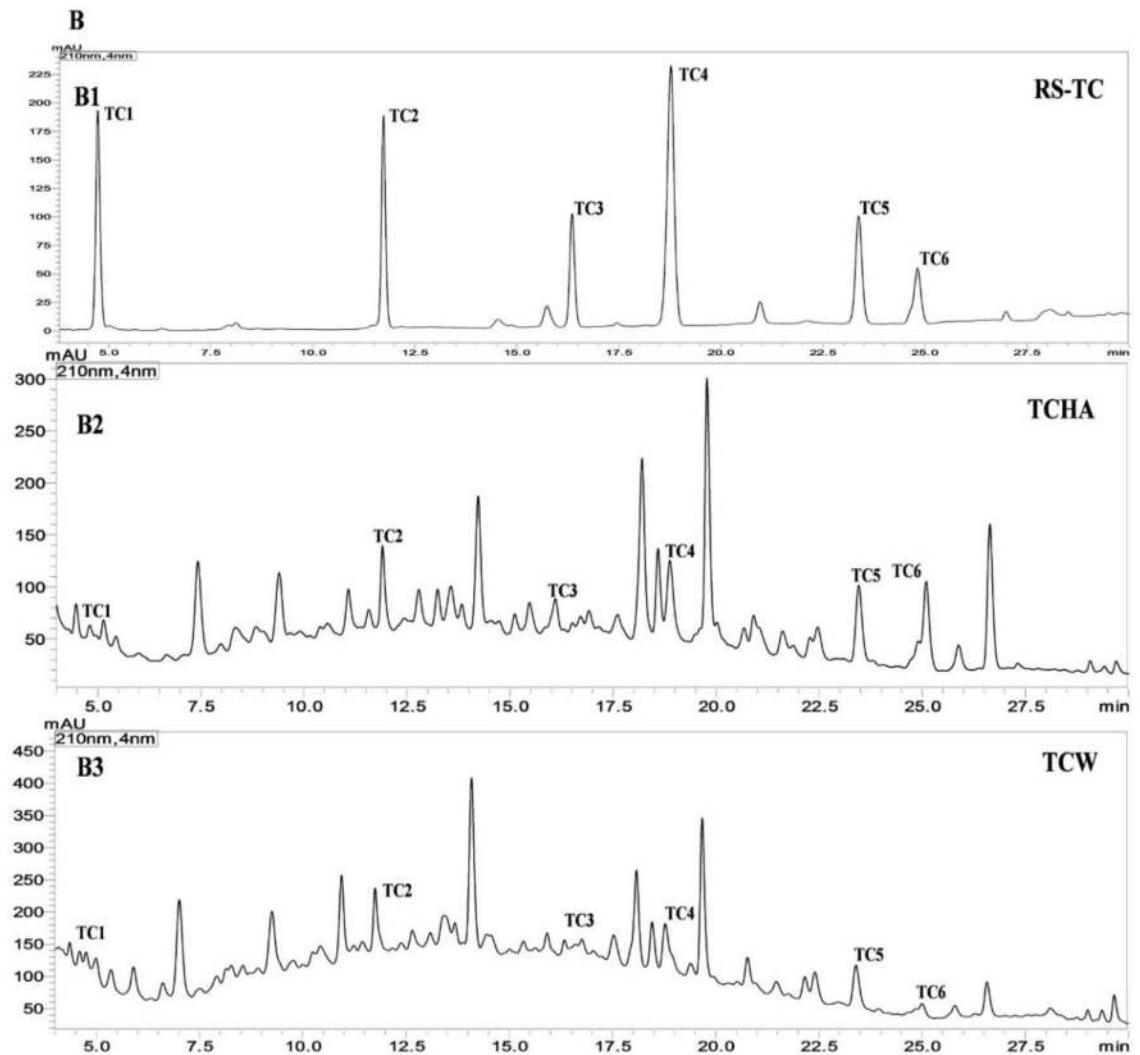 B
mAU
210nm,4nm
B1
RS-TC
TC1
TC2
TC3
TC4
TC5
TC6
225
200
175
150
125
100
75
50
25
0
5.0 7.5 10.0 12.5 15.0 17.5 20.0 22.5 25.0 27.5 min
mAU
210nm,4nm
B2
TCHA
TC1
TC2
TC3
TC4
TC5
TC6
300
250
200
150
100
50
5.0 7.5 10.0 12.5 15.0 17.5 20.0 22.5 25.0 27.5 min
mAU
210nm,4nm
B3
TCW
TC1
TC2
TC3
TC4
TC5
TC6
450
400
350
300
250
200
150
100
50
5.0 7.5 10.0 12.5 15.0 17.5 20.0 22.5 25.0 27.5 min